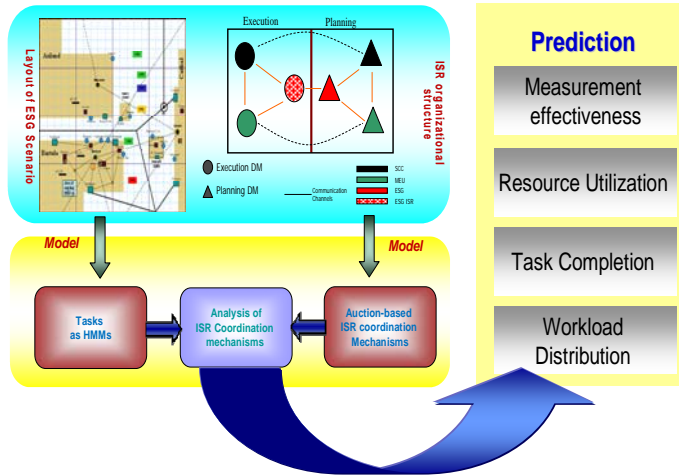 Execution
Planning
Layout of ESG Scenario
ISR organizational
structure
Execution DM
Planning DM
Communication
Channels
SCC
MEU
ESG
ESG ISR
Model
Model
Tasks
as HMMs
Analysis of
ISR Coordination
mechanisms
Auction-based
ISR coordination
Mechanisms
Prediction
Measurement
effectiveness
Resource Utilization
Task Completion
Workload
Distribution